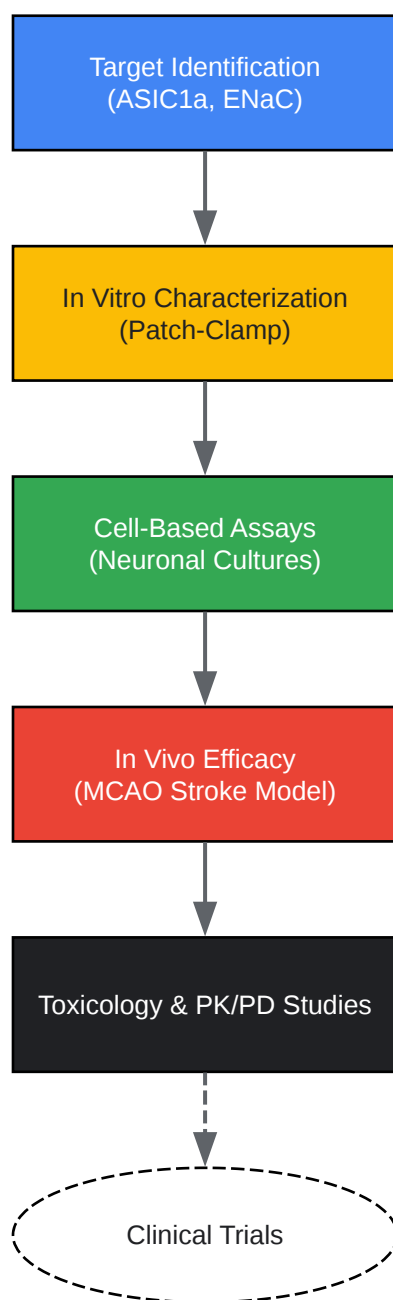 Target Identification
(ASIC1a, ENaC)
In Vitro Characterization
(Patch-Clamp)
Cell-Based Assays
(Neuronal Cultures)
In Vivo Efficacy
(MCAO Stroke Model)
Toxicology & PK/PD Studies
Clinical Trials